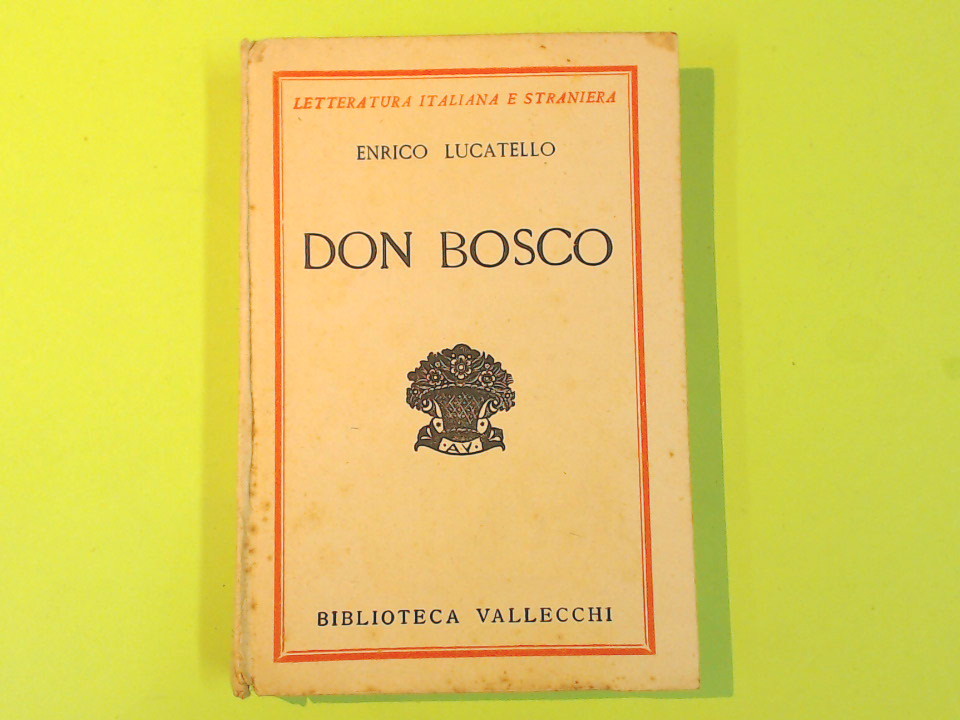 LETTERATURA ITALIANA E STRANIERA
ENRICO LUCATELLO
DON BOSCO
A.V.
BIBLIOTECA VALLECCHI